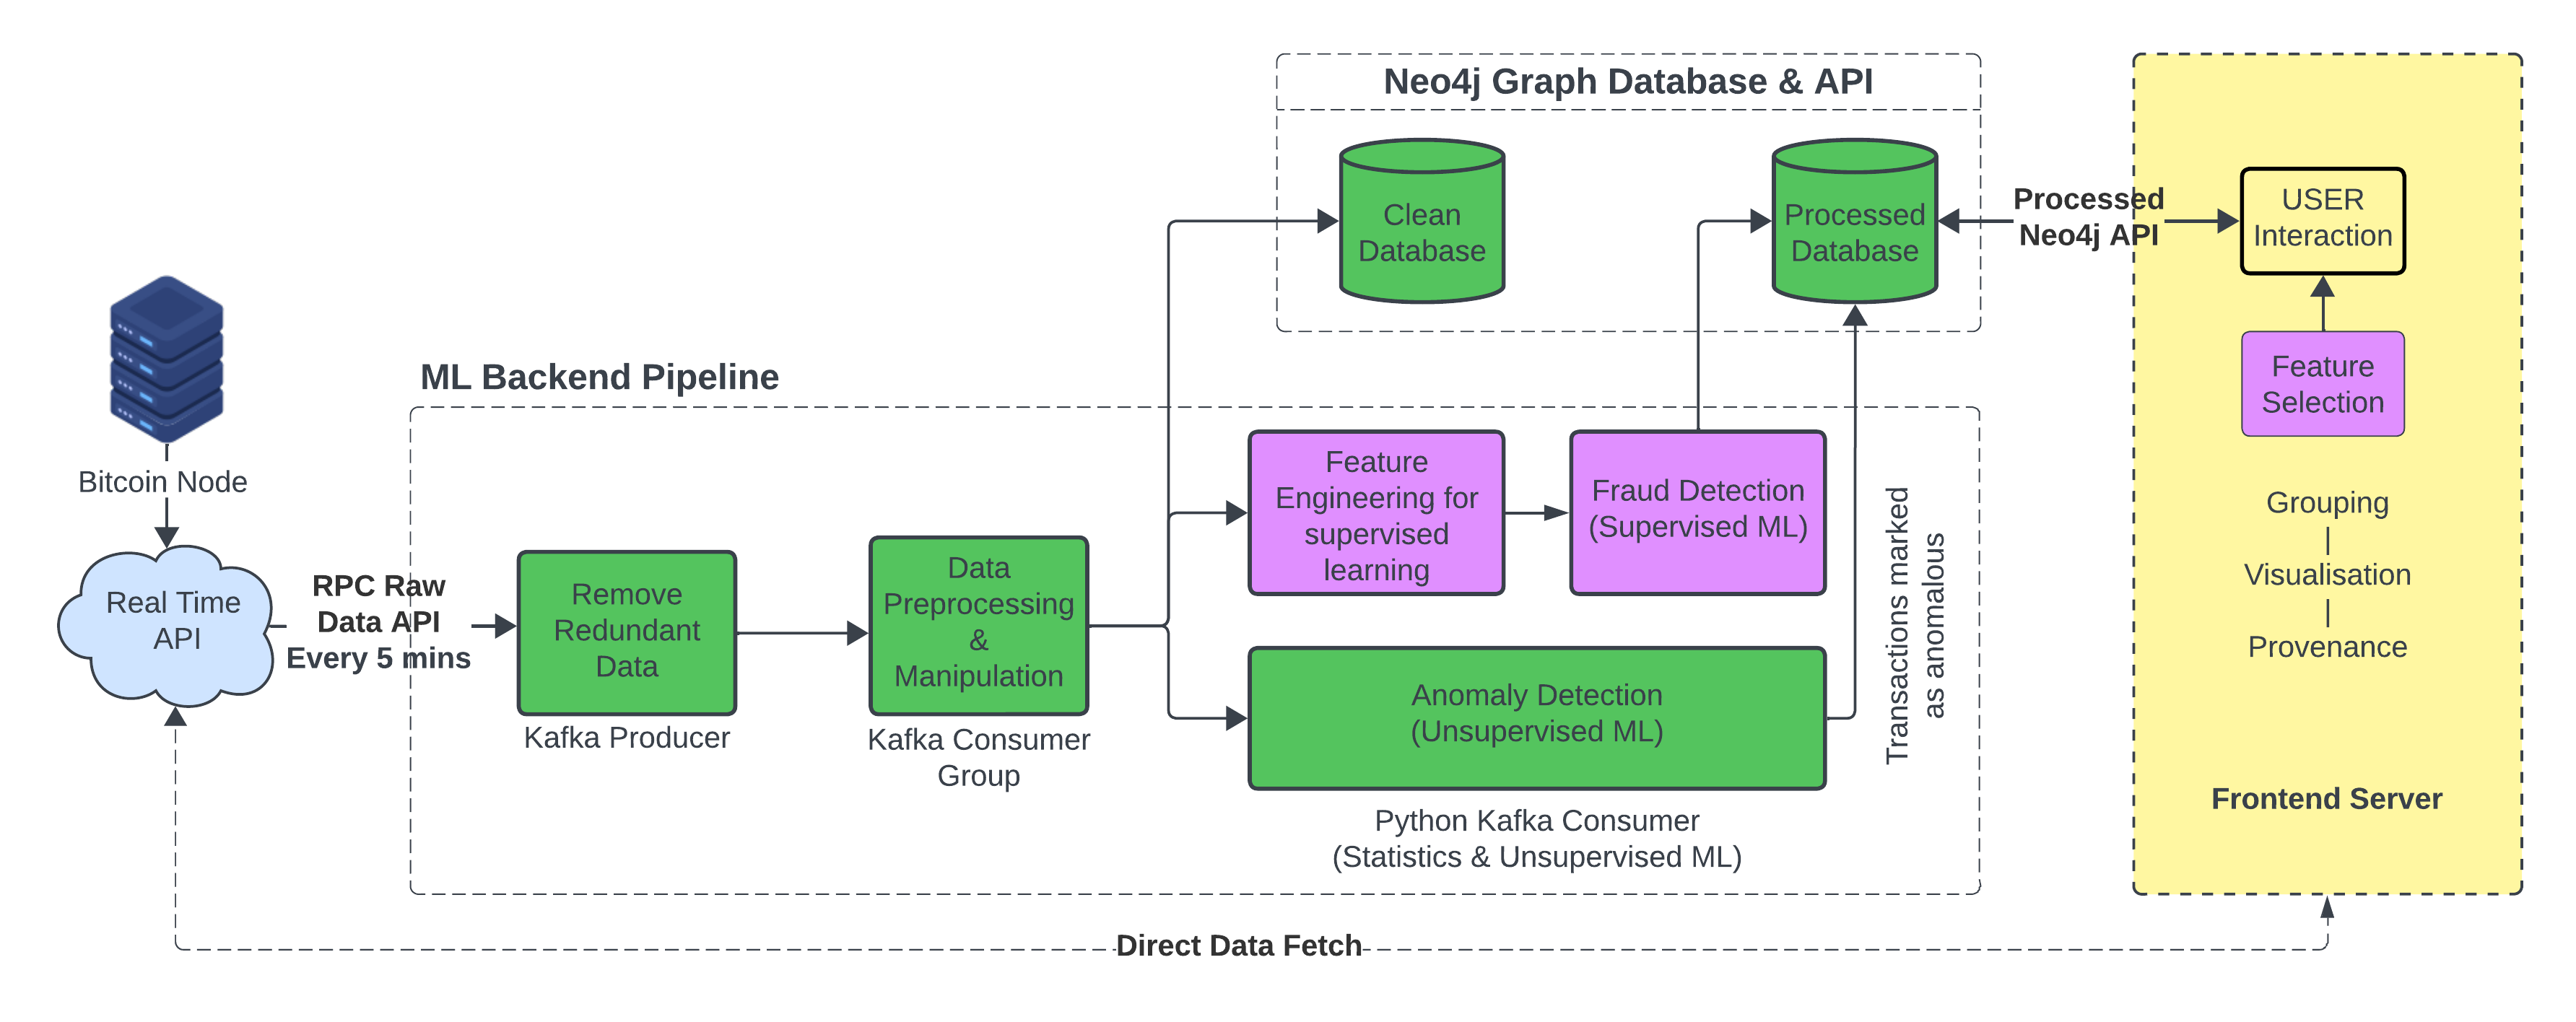 Neo4j Graph Database & API
Clean
Database
Processed
Database
Processed
Neo4j API
USER
Interaction
Feature
Selection
Grouping
Visualisation
Provenance
Frontend Server
Bitcoin Node
Real Time
API
RPC Raw
Data API
Every 5 mins
ML Backend Pipeline
Remove
Redundant
Data
Kafka Producer
Data
Preprocessing
&
Manipulation
Kafka Consumer
Group
Feature
Engineering for
supervised
learning
Fraud Detection
(Supervised ML)
Anomaly Detection
(Unsupervised ML)
Transactions marked
as anomalous
Python Kafka Consumer
(Statistics & Unsupervised ML)
Direct Data Fetch